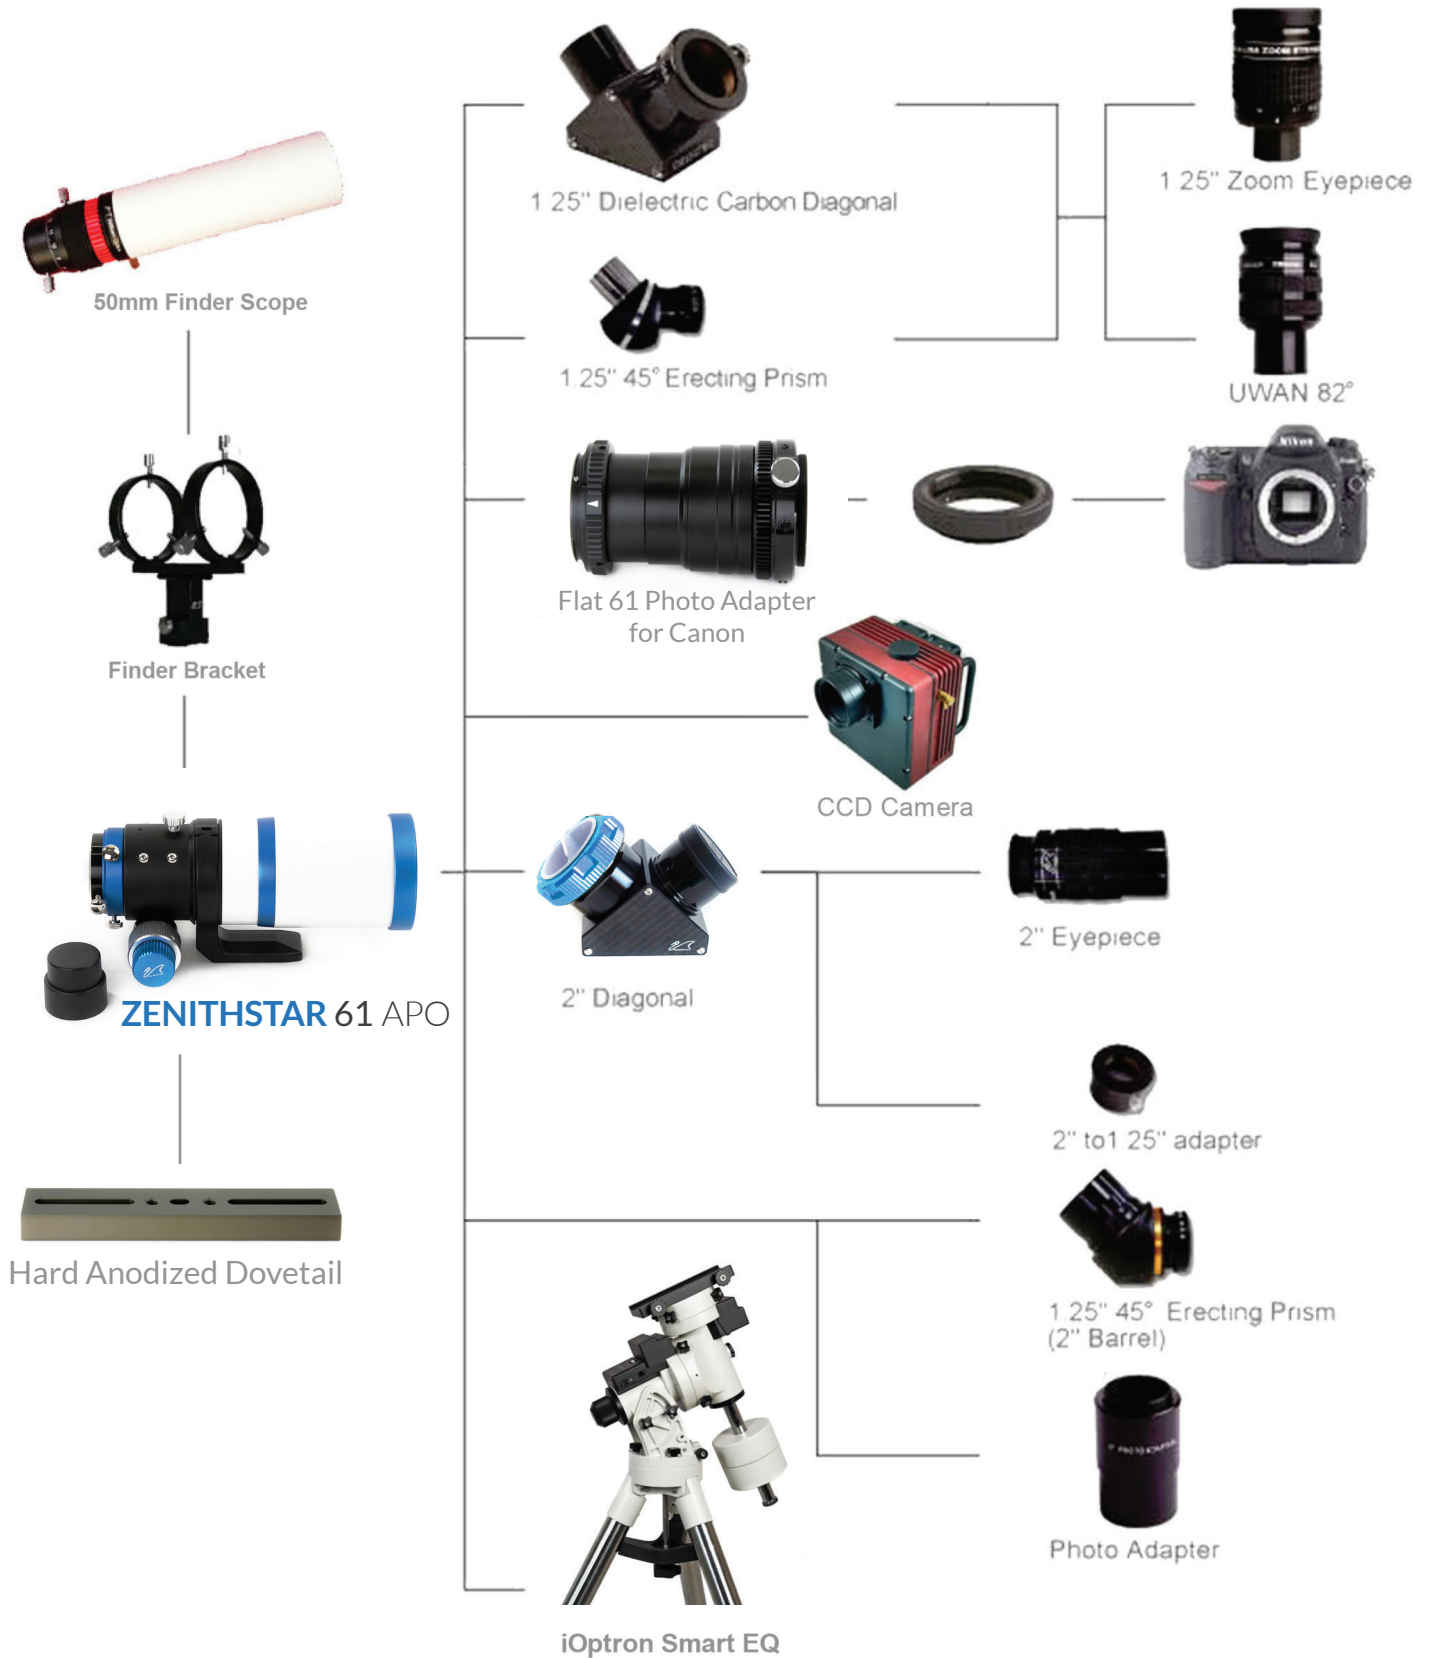 1 25" Dielectric Carbon Diagonal
1 25" Zoom Eyepiece
50mm Finder Scope
1.25" 45° Erecting Prism
UWAN 82°
Nikon
Flat 61 Photo Adapter
for Canon
Finder Bracket
CCD Camera
2" Eyepiece
2" Diagonal
ZENITHSTAR 61 APO
2" to1 25" adapter
Hard Anodized Dovetail
1 25" 45° Erecting Prism
(2" Barrel)
Photo Adapter
iOptron Smart EQ